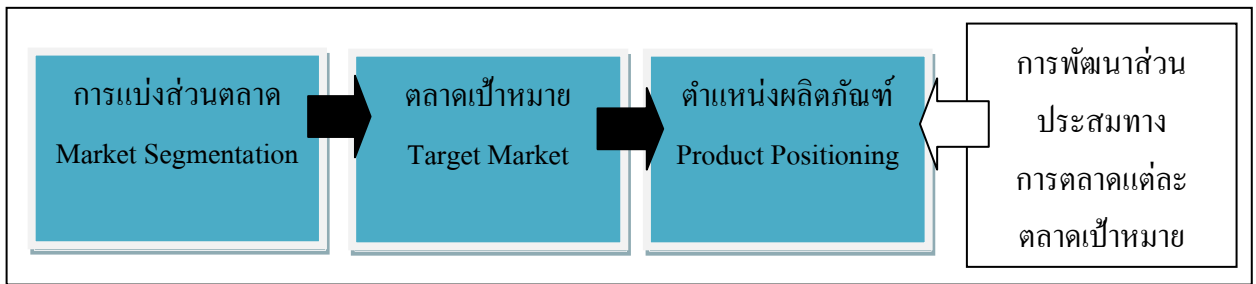 การแบ่งส่วนตลาด
Market Segmentation
ตลาดเป้าหมาย
Target Market
ตำแหน่งผลิตภัณฑ์
Product Positioning
การพัฒนาส่วน
ประสมทาง
การตลาดแต่ละ
ตลาดเป้าหมาย